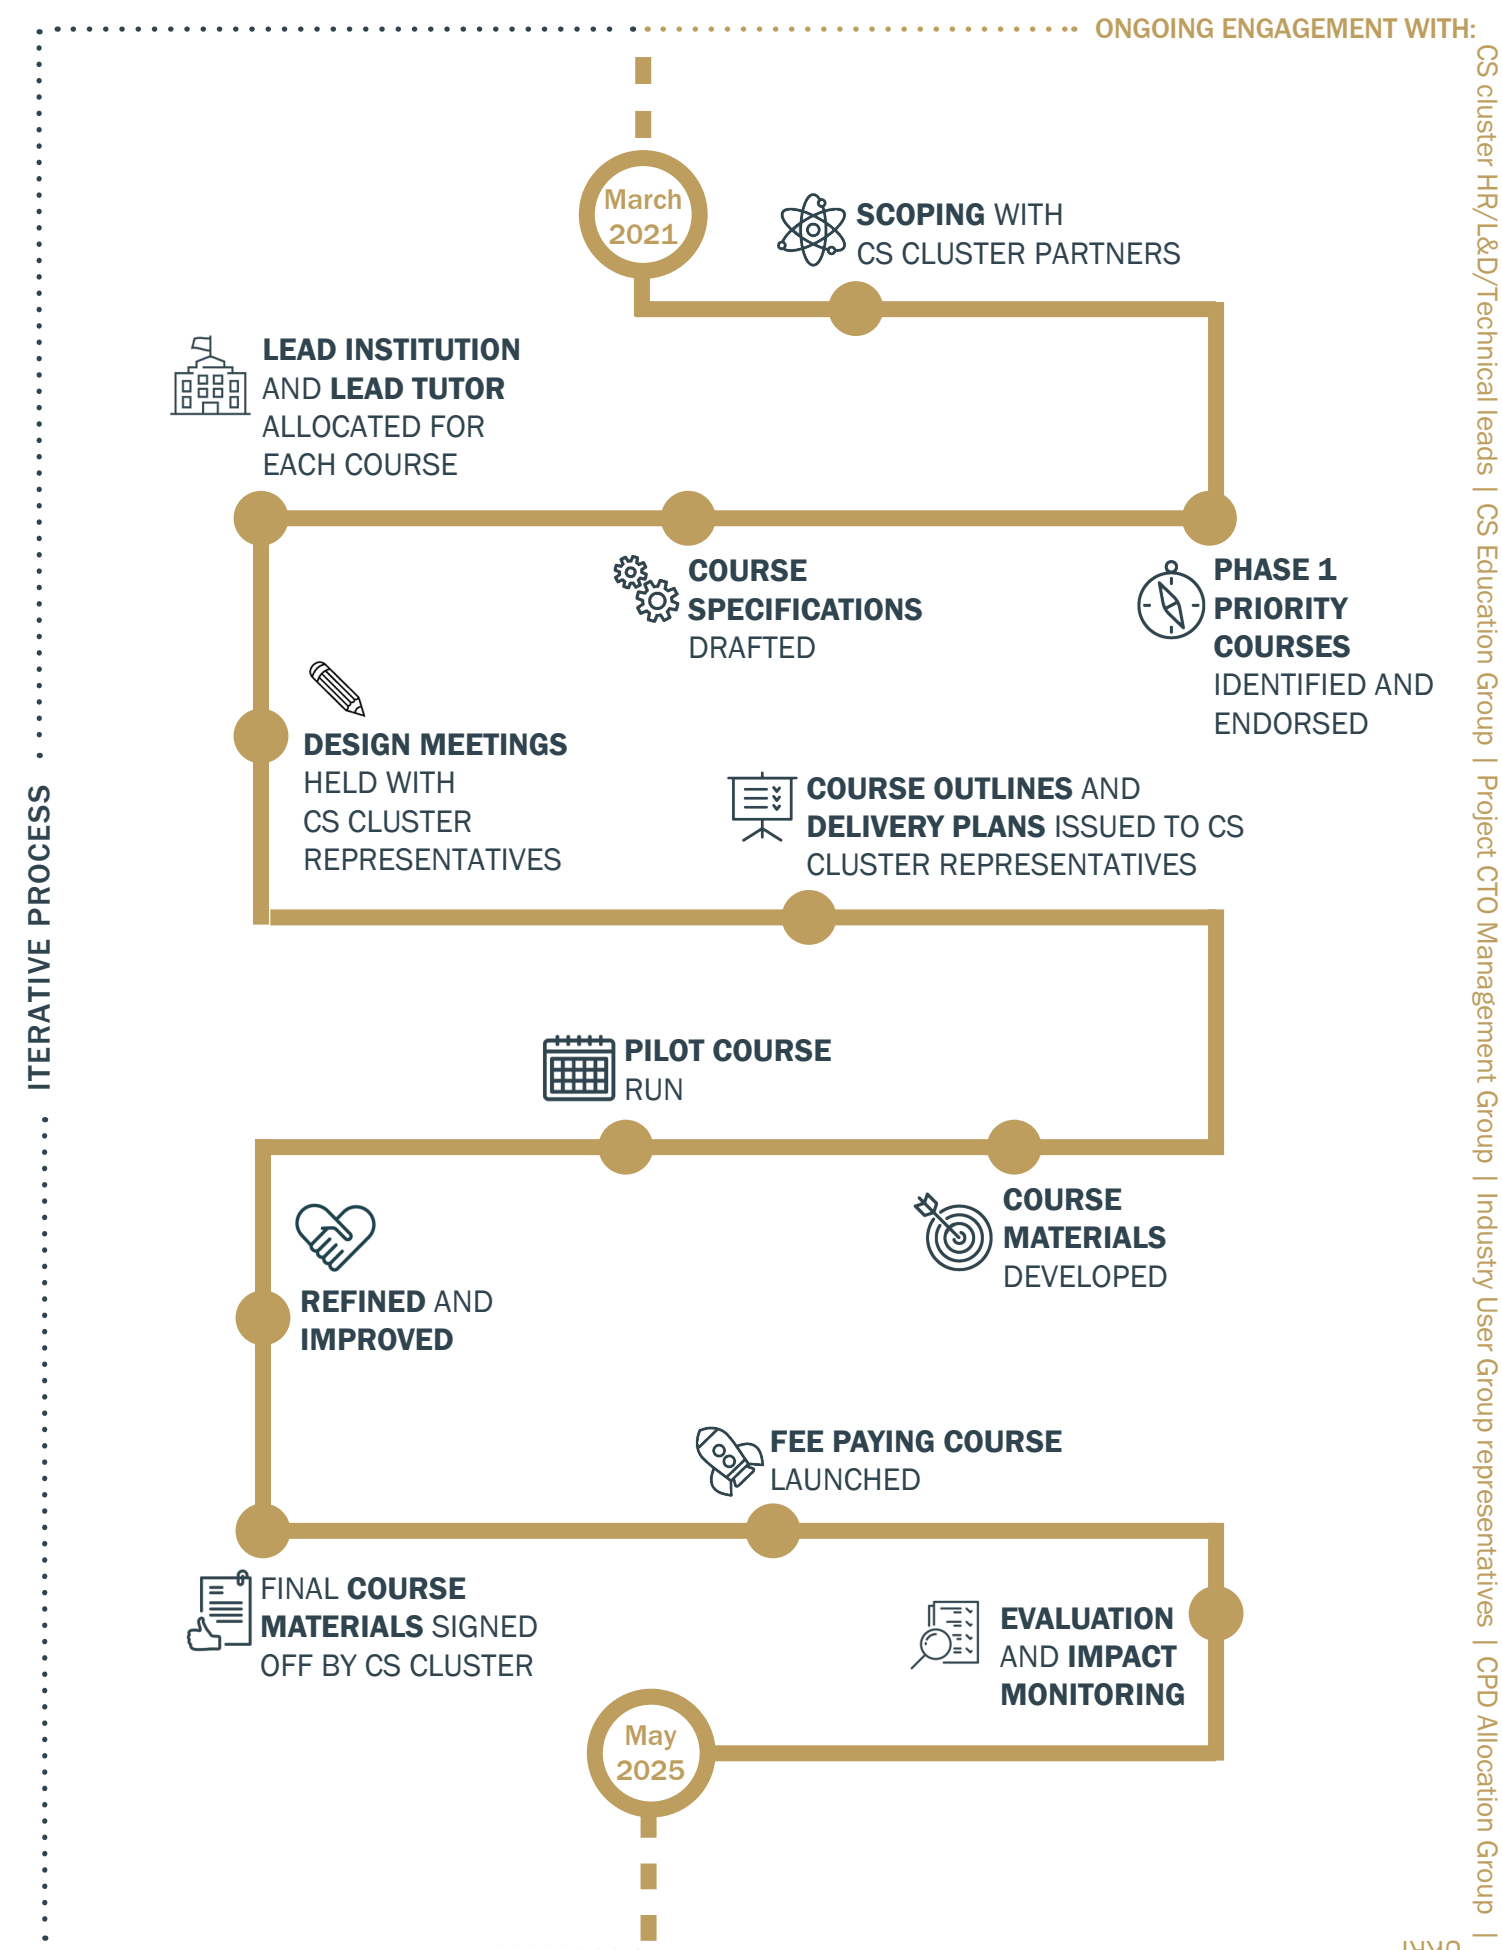 ONGOING ENGAGEMENT WITH:
CS cluster HR/L&D/Technical leads | CS Education Group | Project CTO Management Group | Industry User Group representatives | CPD Allocation Group |
March
2021
SCOPING WITH
CS CLUSTER PARTNERS
LEAD INSTITUTION
AND LEAD TUTOR
ALLOCATED FOR
EACH COURSE
COURSE
SPECIFICATIONS
DRAFTED
PHASE 1
PRIORITY
COURSES
IDENTIFIED AND
ENDORSED
DESIGN MEETINGS
HELD WITH
CS CLUSTER
REPRESENTATIVES
COURSE OUTLINES AND
DELIVERY PLANS ISSUED TO CS
CLUSTER REPRESENTATIVES
ITERATIVE PROCESS
PILOT COURSE
RUN
COURSE
MATERIALS
DEVELOPED
REFINED AND
IMPROVED
FEE PAYING COURSE
LAUNCHED
FINAL COURSE
MATERIALS SIGNED
OFF BY CS CLUSTER
EVALUATION
AND IMPACT
MONITORING
May
2025